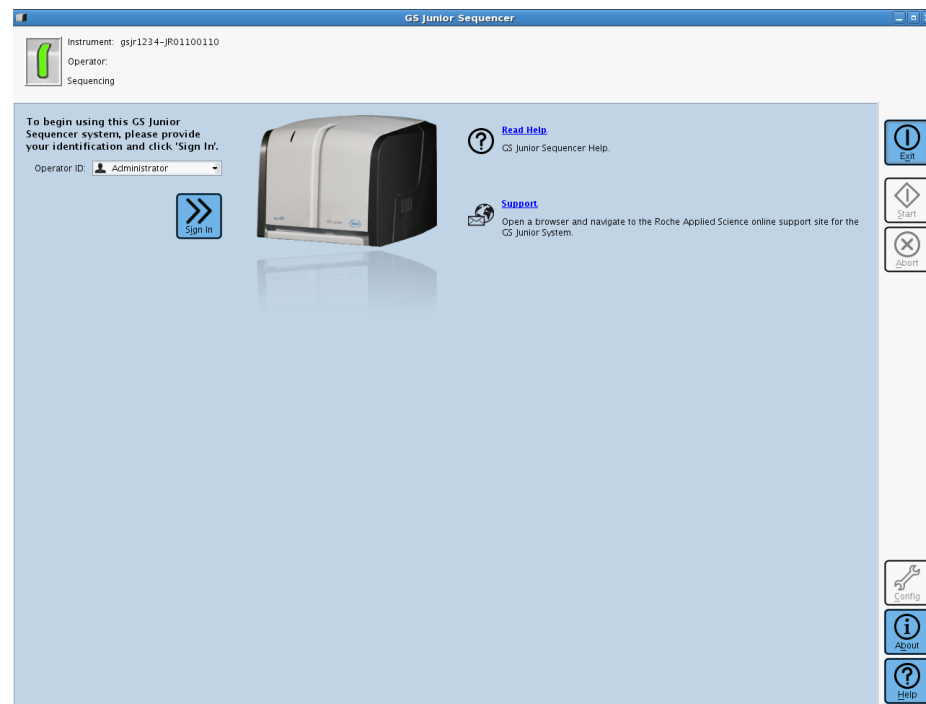 GS Junior Sequencer
Instrument: gsjr1234-JR01100110
Operator:
Sequencing
To begin using this GS Junior
Sequencer system, please provide
your identification and click 'Sign In'.
Operator ID: Administrator
Sign In
Read Help
GS Junior Sequencer Help.
Support
Open a browser and navigate to the Roche Applied Science online support site for the
GS Junior System.
Exit
Start
Abort
Config
About
Help